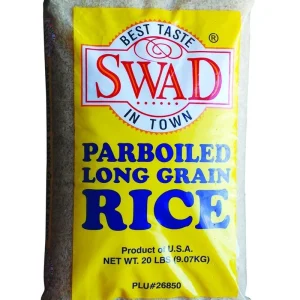 BEST TASTE
®
SWAD
IN TOWN
PARBOILED
LONG GRAIN
RICE
Product of U.S.A.
NET WT. 20 LBS (9.07KG)
PLU#26850